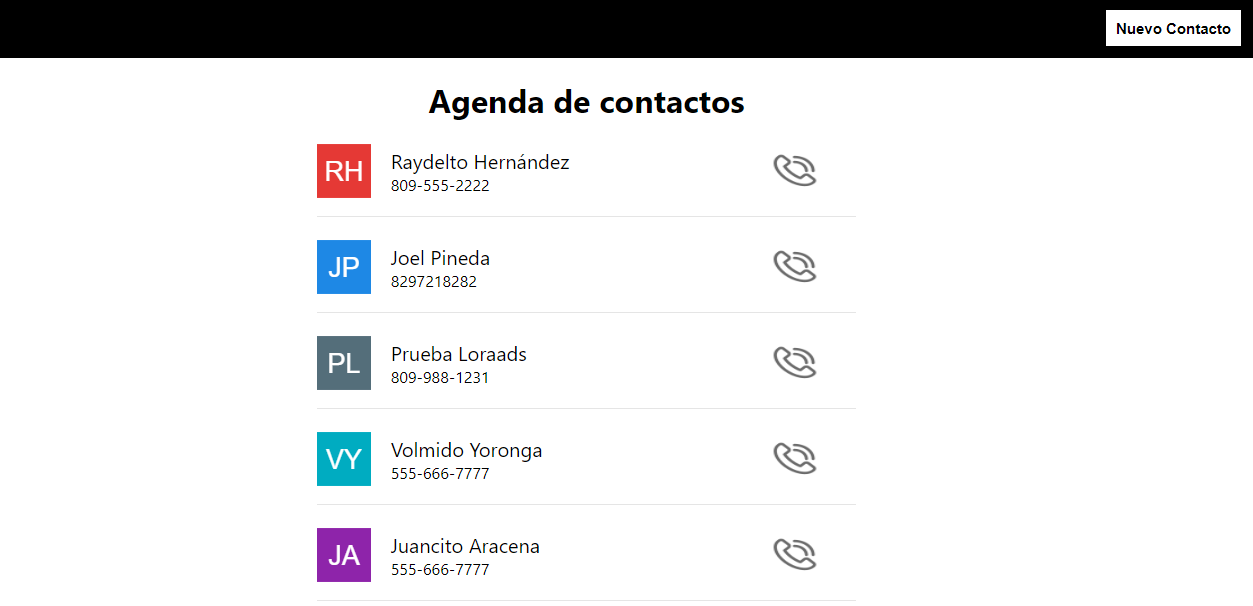 Nuevo Contacto
Agenda de contactos
RH
Raydelto Hernández
809-555-2222
JP
Joel Pineda
8297218282
PL
Prueba Loraads
809-988-1231
VY
Volmido Yoronga
555-666-7777
JA
Juancito Aracena
555-666-7777